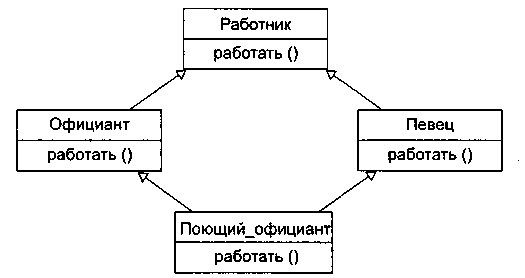 Работник
работать ()
Официант
работать ()
Певец
работать ()
Поющий_официант
работать ()